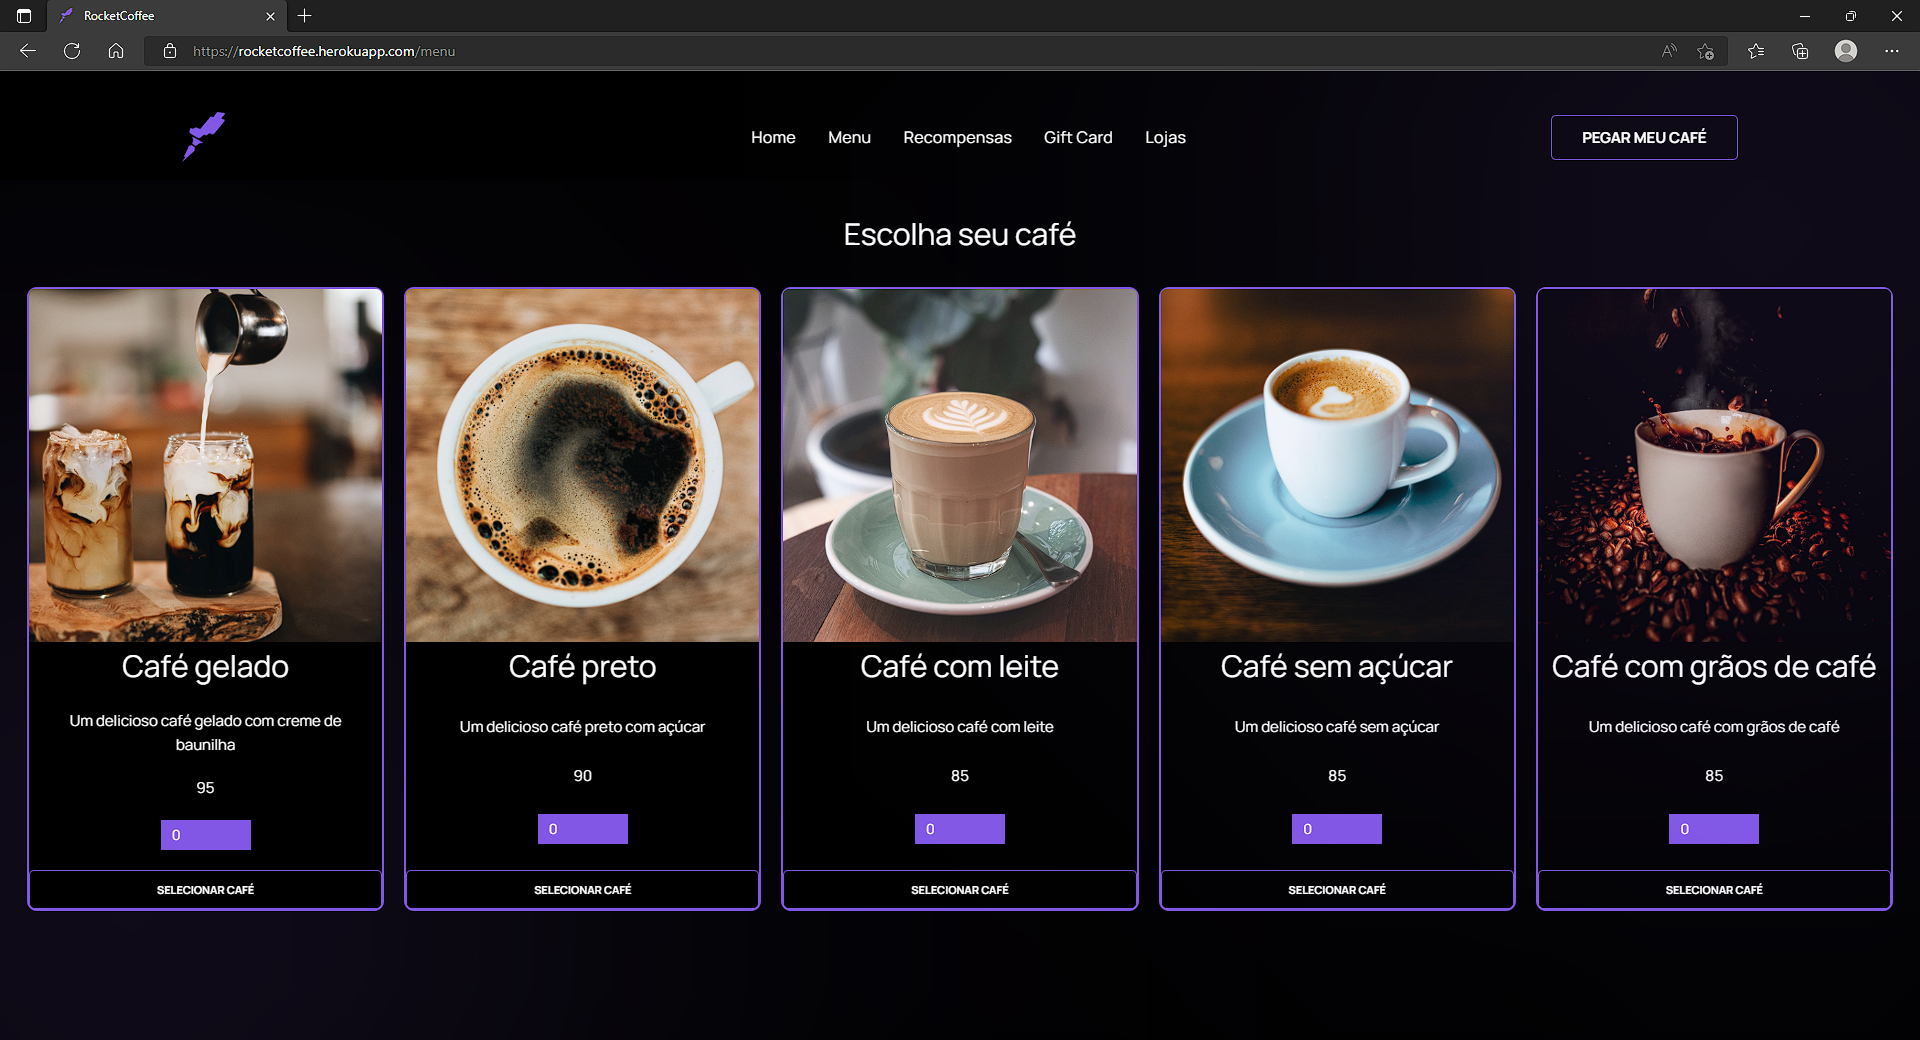 RocketCoffee
https://rocketcoffee.herokuapp.com/menu
Home
Menu
Recompensas
Gift Card
Lojas
PEGAR MEU CAFÉ
Escolha seu café
Café gelado
Um delicioso café gelado com creme de
baunilha
95
0
SELECIONAR CAFÉ
Café preto
Um delicioso café preto com açúcar
90
0
SELECIONAR CAFÉ
Café com leite
Um delicioso café com leite
85
0
SELECIONAR CAFÉ
Café sem açúcar
Um delicioso café sem açúcar
85
0
SELECIONAR CAFÉ
Café com grãos de café
Um delicioso café com grãos de café
85
0
SELECIONAR CAFÉ